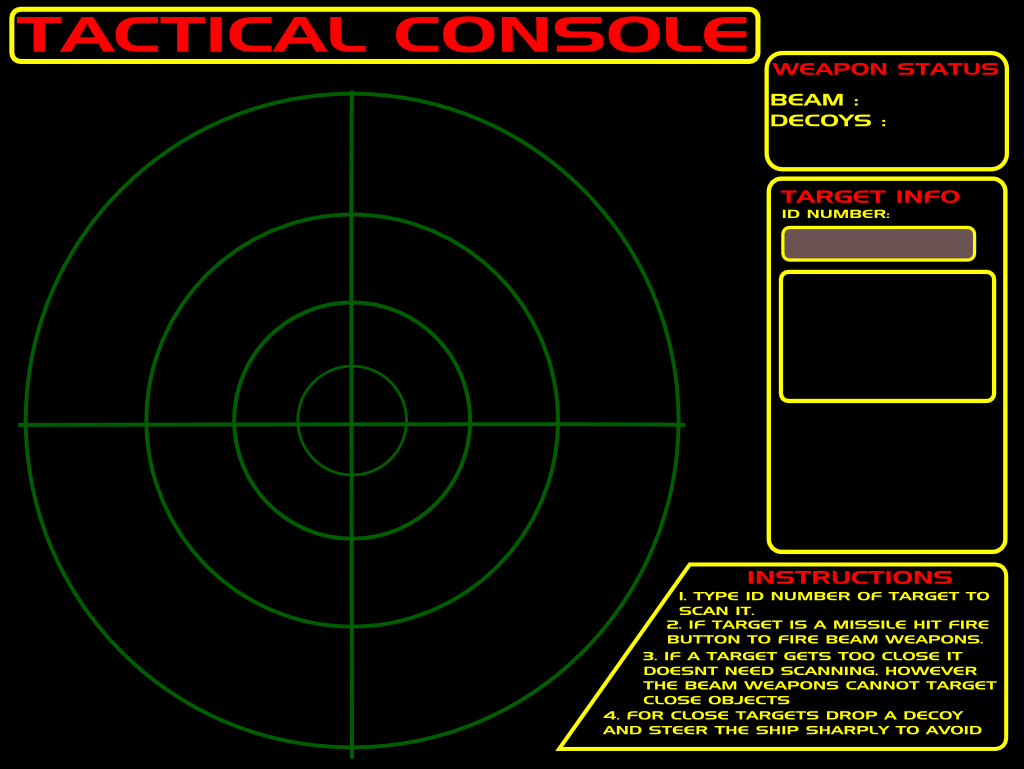 TACTICAL CONSOLE
WEAPON STATUS
BEAM :
DECOYS :
TARGET INFO
ID NUMBER:
INSTRUCTIONS
1. TYPE ID NUMBER OF TARGET TO
SCAN IT.
2. IF TARGET IS A MISSILE HIT FIRE
BUTTON TO FIRE BEAM WEAPONS.
3. IF A TARGET GETS TOO CLOSE IT
DOESNT NEED SCANNING. HOWEVER
THE BEAM WEAPONS CANNOT TARGET
CLOSE OBJECTS
4. FOR CLOSE TARGETS DROP A DECOY
AND STEER THE SHIP SHARPLY TO AVOID